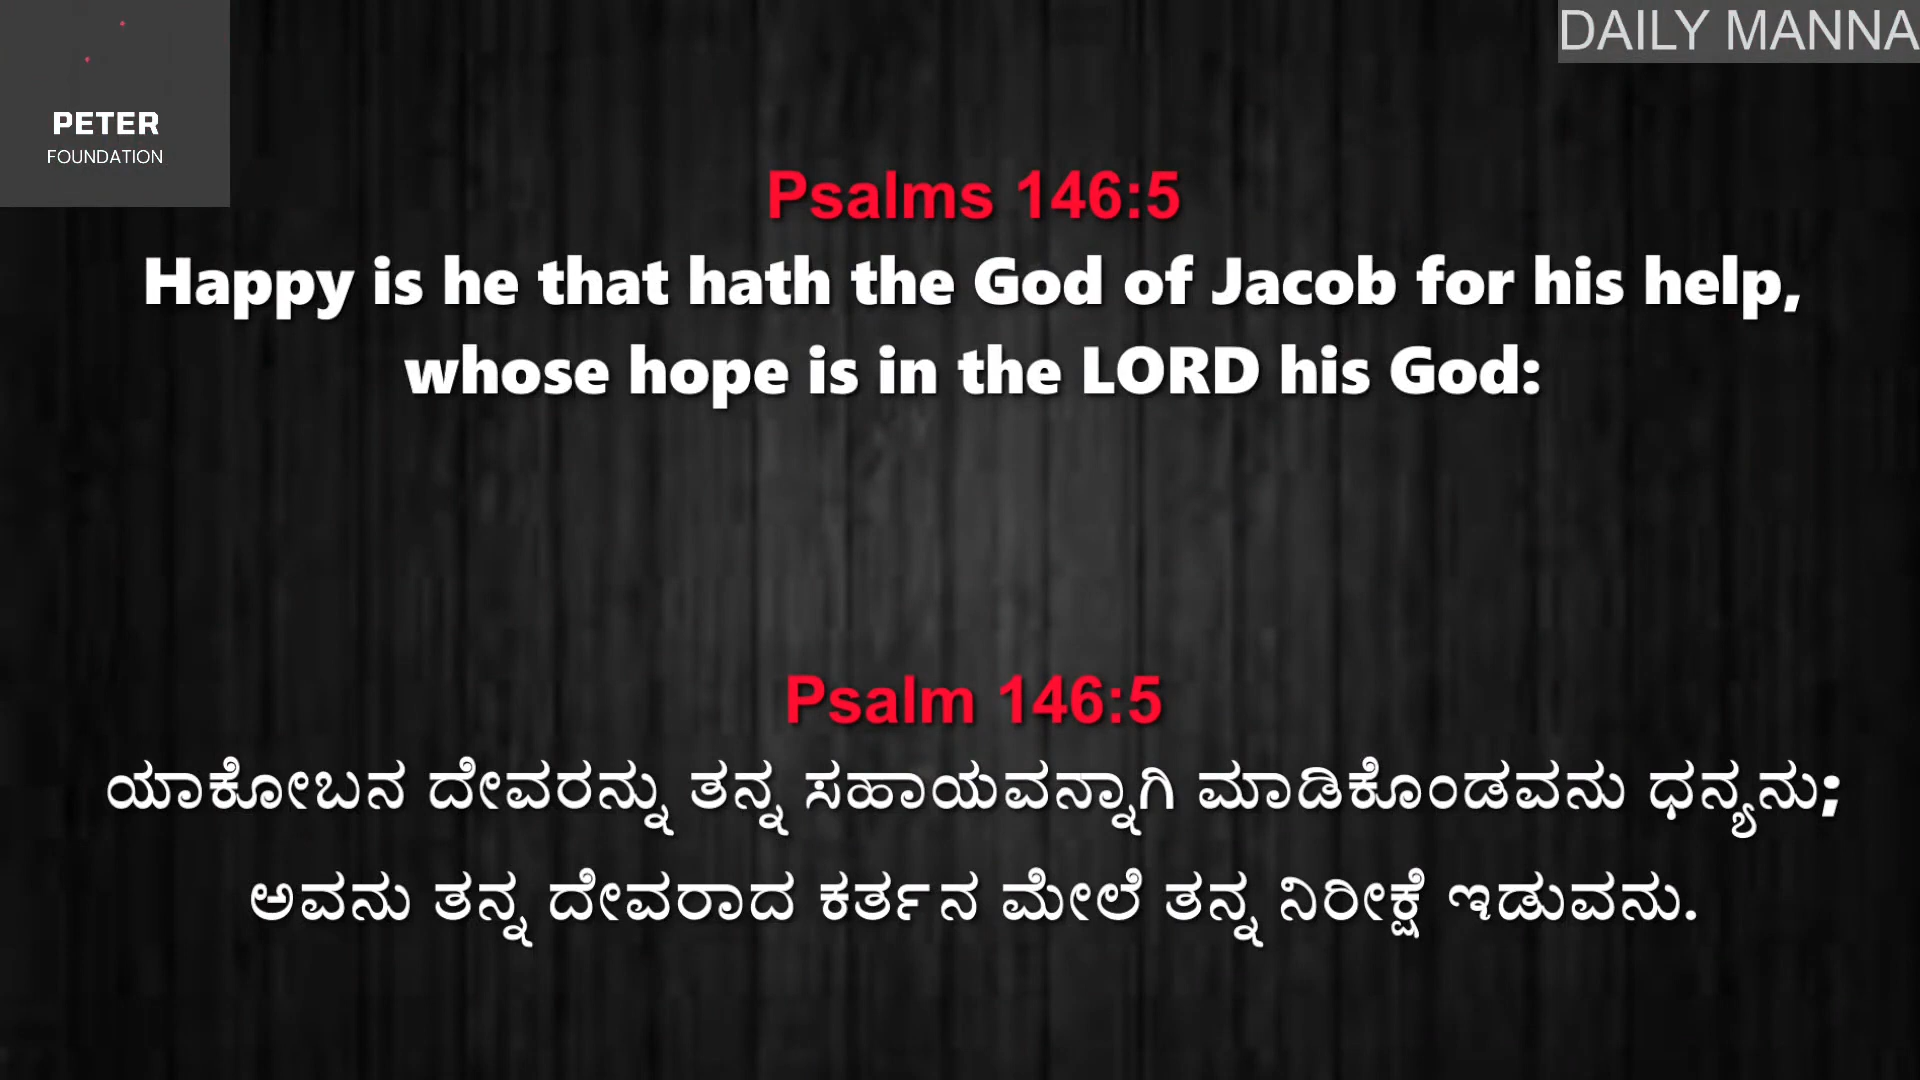 DAILY MANNA
PETER
FOUNDATION
Psalms 146:5
Happy is he that hath the God of Jacob for his help,
whose hope is in the LORD his God:
Psalm 146:5
ಯಾಕೋಬನ ದೇವರನ್ನು ತನ್ನ ಸಹಾಯವನ್ನಾಗಿ ಮಾಡಿಕೊಂಡವನು ಧನ್ಯನು;
ಅವನು ತನ್ನ ದೇವರಾದ ಕರ್ತನ ಮೇಲೆ ತನ್ನ ನಿರೀಕ್ಷೆ ಇಡುವನು.